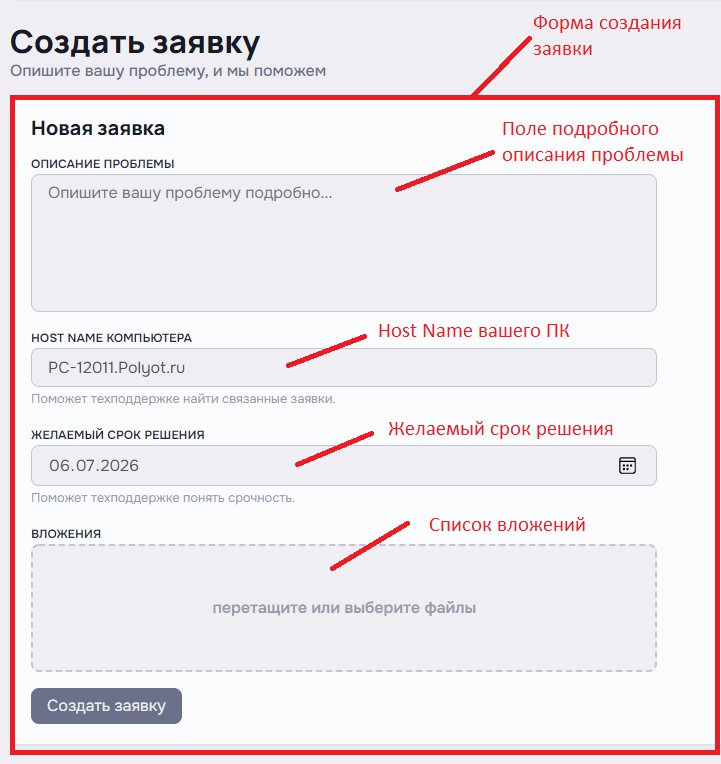 Форма создания
заявки
Создать заявку
Опишите вашу проблему, и мы поможем
Новая заявка
Поле подробного
описания проблемы
ОПИСАНИЕ ПРОБЛЕМЫ
Опишите вашу проблему подробно...
Host Name вашего ПК
HOST NAME КОМПЬЮТЕРА
PC-12011.Polyot.ru
Поможет техподдержке найти связанные заявки.
Желаемый срок решения
ЖЕЛАЕМЫЙ СРОК РЕШЕНИЯ
06.07.2026
Поможет техподдержке понять срочность.
Список вложений
ВЛОЖЕНИЯ
перетащите или выберите файлы
Создать заявку